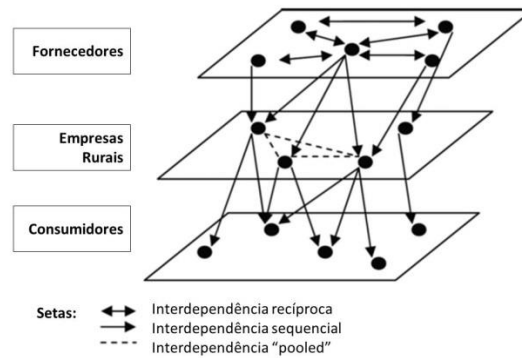 Fornecedores
Empresas
Rurais
Consumidores
Setas:
Interdependência recíproca
Interdependência sequencial
Interdependência “pooled”